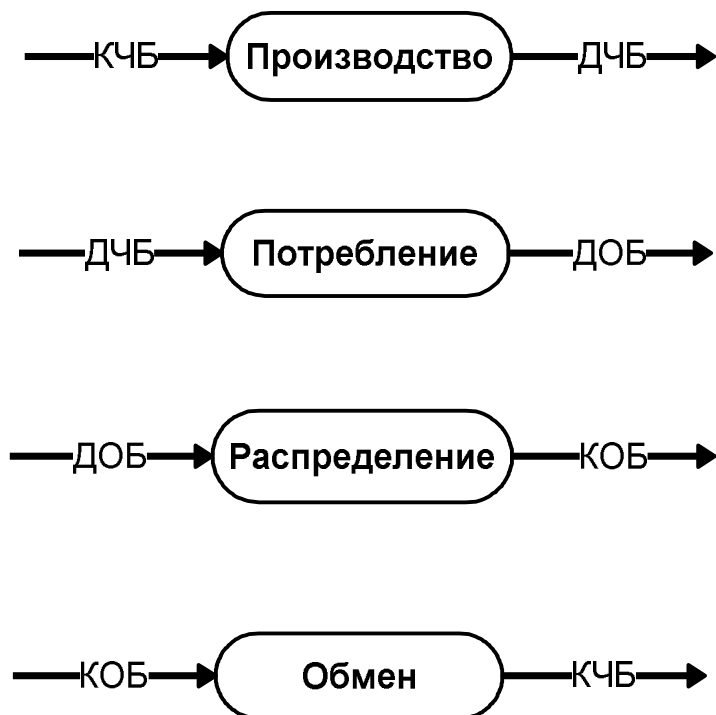 КЧБ Производство ДЧБ
ДЧБ Потребление ДОБ
ДОБ Распределение КОБ
КОБ Обмен КЧБ